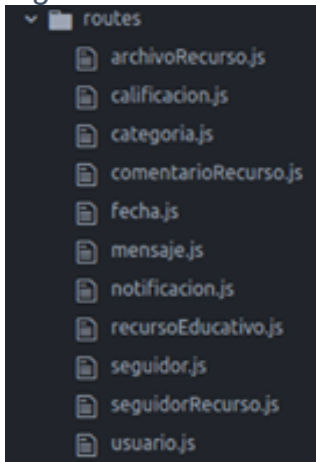 routes
archivoRecurso.js
calificacion.js
categoria.js
comentarioRecurso.js
fecha.js
mensaje.js
notificacion.js
recursoEducativo.js
seguidor.js
seguidorRecurso.js
usuario.js